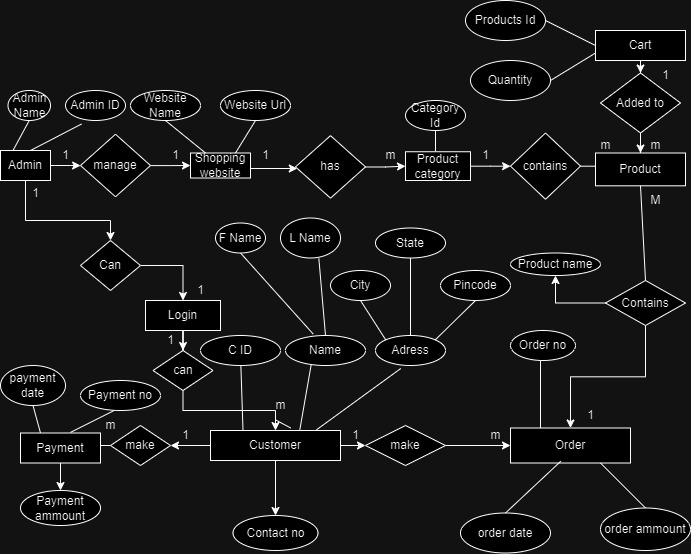 Products Id
Cart
Quantity
1
Added to
Admin
Name
Admin ID
Website
Name
Website Url
Category
Id
Admin
1
manage
1
Shopping
website
1
has
m
Product
category
1
contains
m
m
Product
1
M
Can
1
Login
1
can
F Name
L Name
State
City
Pincode
Product name
Contains
C ID
Name
Adress
Order no
payment
date
Payment no
m
m
1
Payment
make
1
Customer
1
make
m
Order
Payment
ammount
Contact no
order date
order ammount